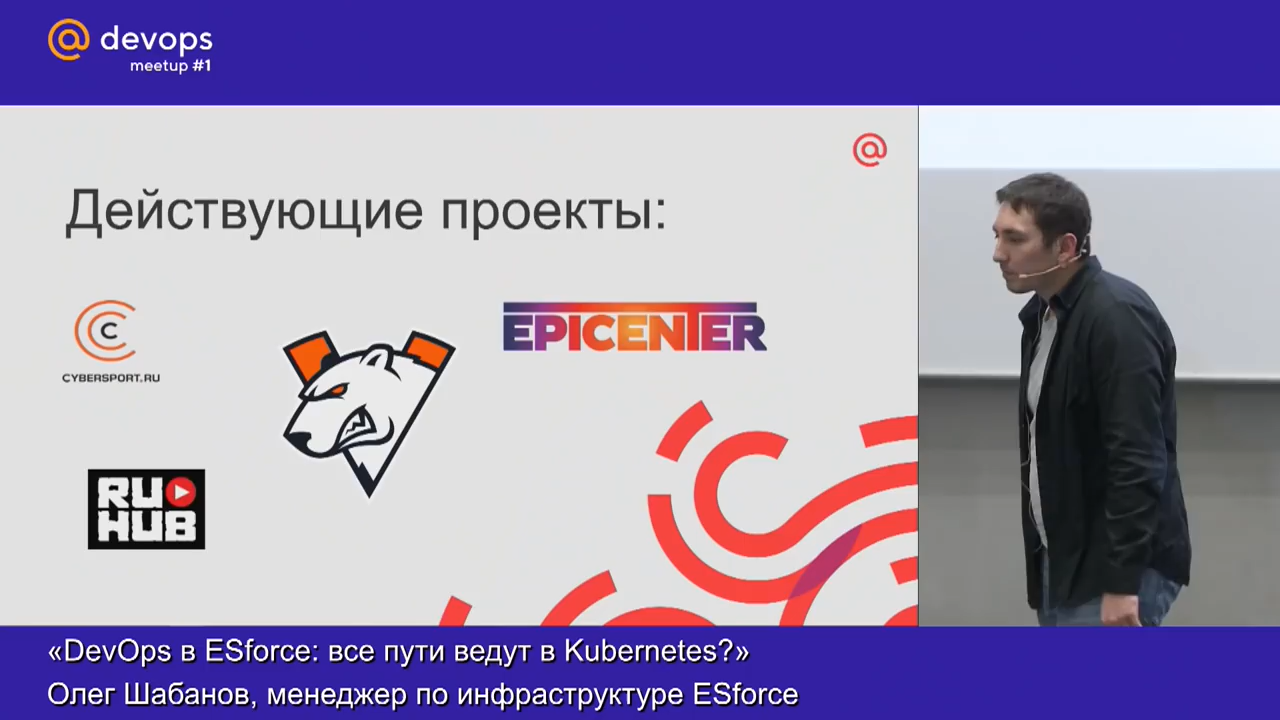 @ devops
meetup #1
@
Действующие проекты:
C
CYBERSPORT.RU
EPICENTER
RU
HUB
«DevOps в ESforce: все пути ведут в Kubernetes?»
Олег Шабанов, менеджер по инфраструктуре ESforce